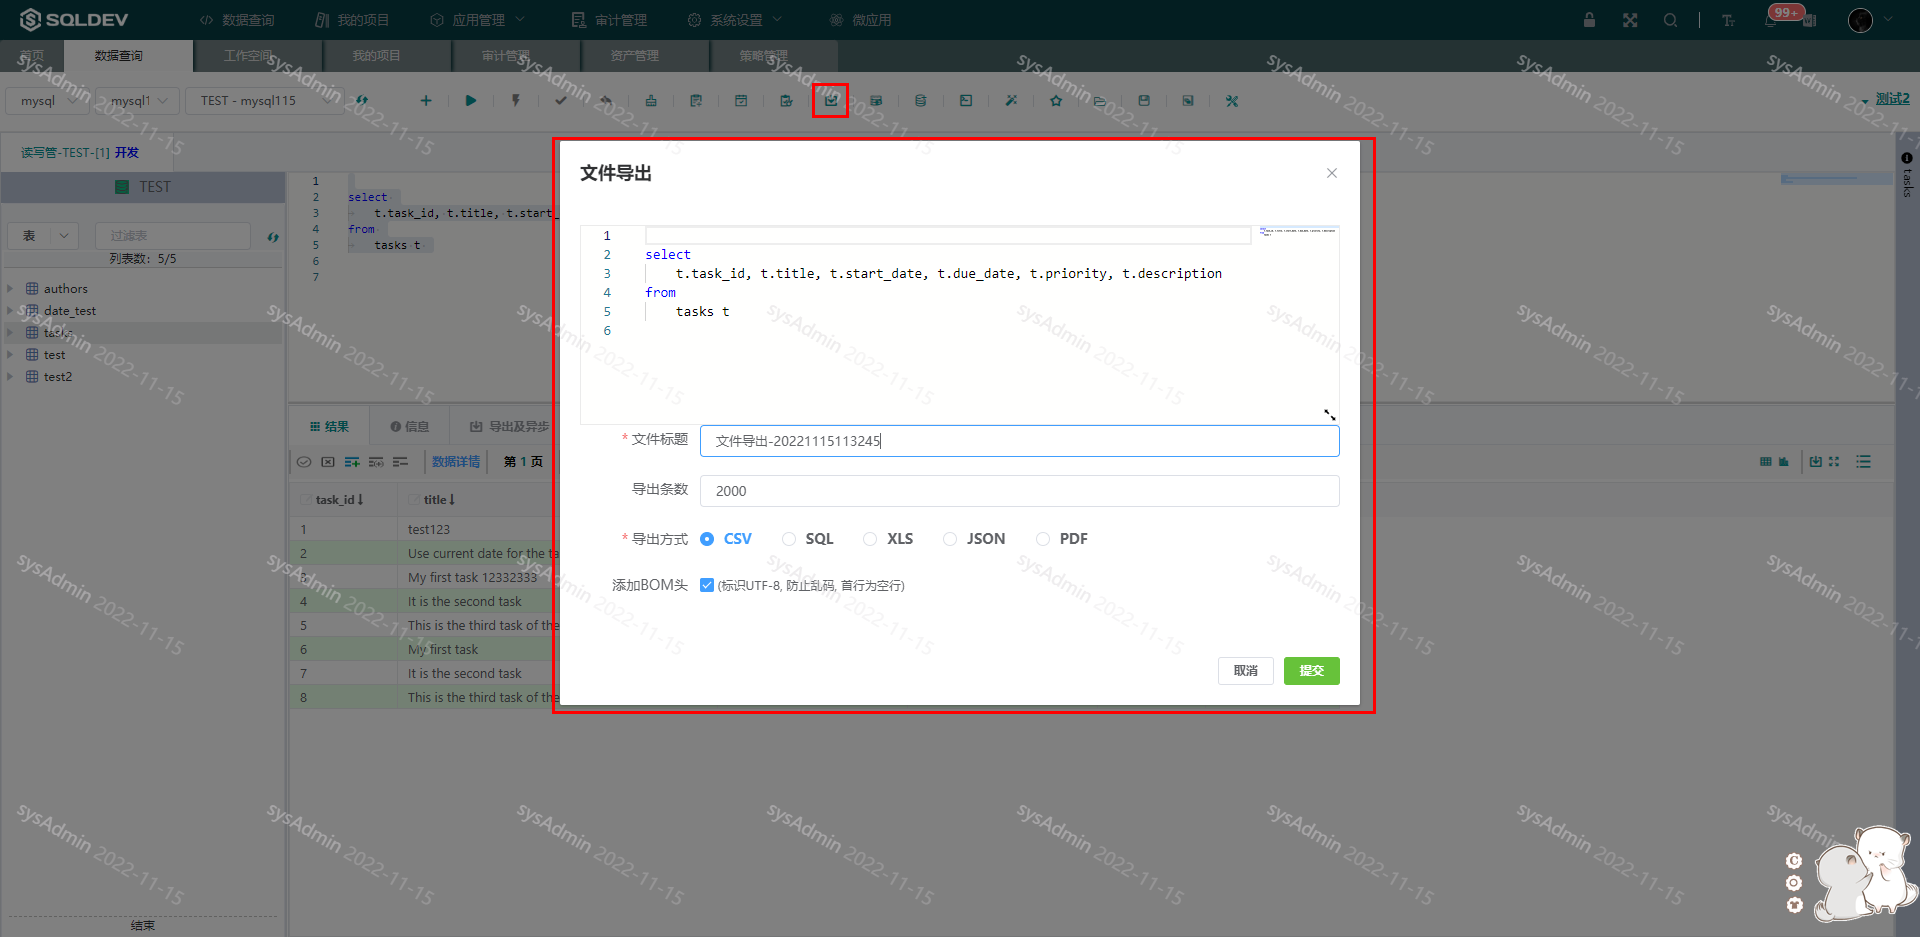 SQLDEV 数据查询 我的项目 应用管理 审计管理 系统设置 微应用 99+
首页 数据查询 工作空间 我的项目 审计管理 资产管理 策略管理
mysql mysql1 TEST - mysql115 测试2
读写管-TEST-[1] 开发
TEST
表 过滤表
列表数：5/5
authors
date_test
tasks
test
test2
结束
1
2 select
3 t.task_id, t.title, t.start_
4 from
5 tasks t
6
7
tasks
结果 信息 导出及异步
数据详情 第 1 页
task_id title
1 test123
2 Use current date for the ta
3 My first task 12332333
4 It is the second task
5 This is the third task of the
6 My first task
7 It is the second task
8 This is the third task of the
文件导出
1
2 select
3 t.task_id, t.title, t.start_date, t.due_date, t.priority, t.description
4 from
5 tasks t
6
* 文件标题 文件导出-20221115113245
导出条数 2000
* 导出方式 CSV SQL XLS JSON PDF
添加BOM头 (标识UTF-8, 防止乱码, 首行为空行)
取消 提交
sysAdmin 2022-11-15